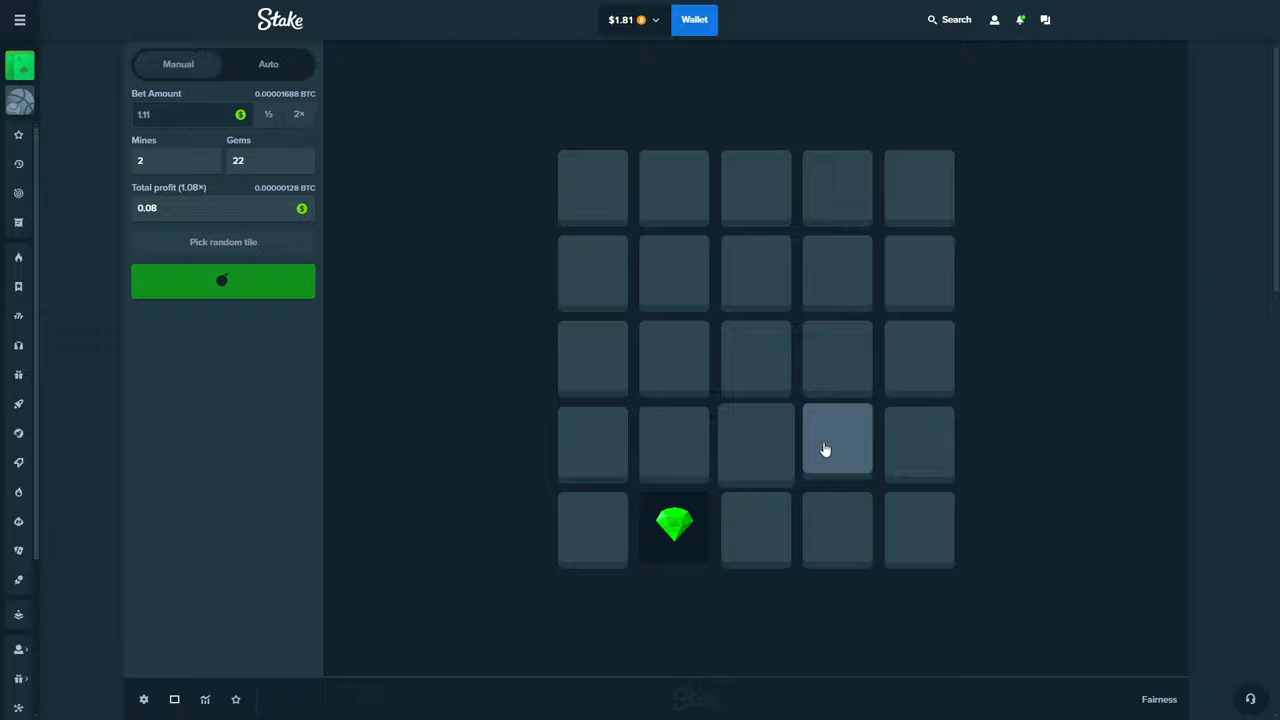 Stake
$1.81
Wallet
Search
Manual
Auto
Bet Amount
0.00001688 BTC
1.11
½
2×
Mines
Gems
2
22
Total profit (1.08×)
0.00000128 BTC
0.08
Pick random tile
Fairness